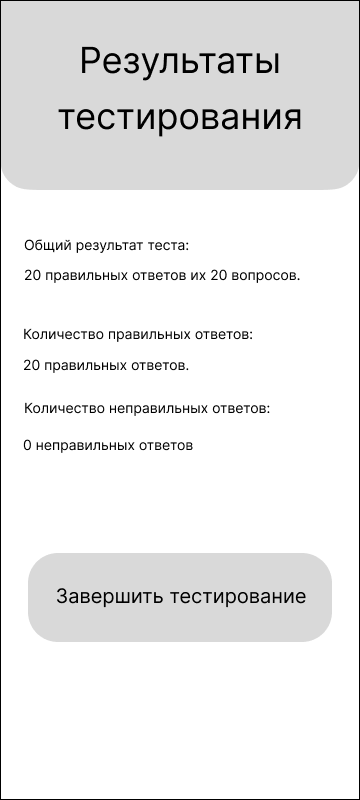 Результаты
тестирования
Общий результат теста:
20 правильных ответов их 20 вопросов.
Количество правильных ответов:
20 правильных ответов.
Количество неправильных ответов:
0 неправильных ответов
Завершить тестирование